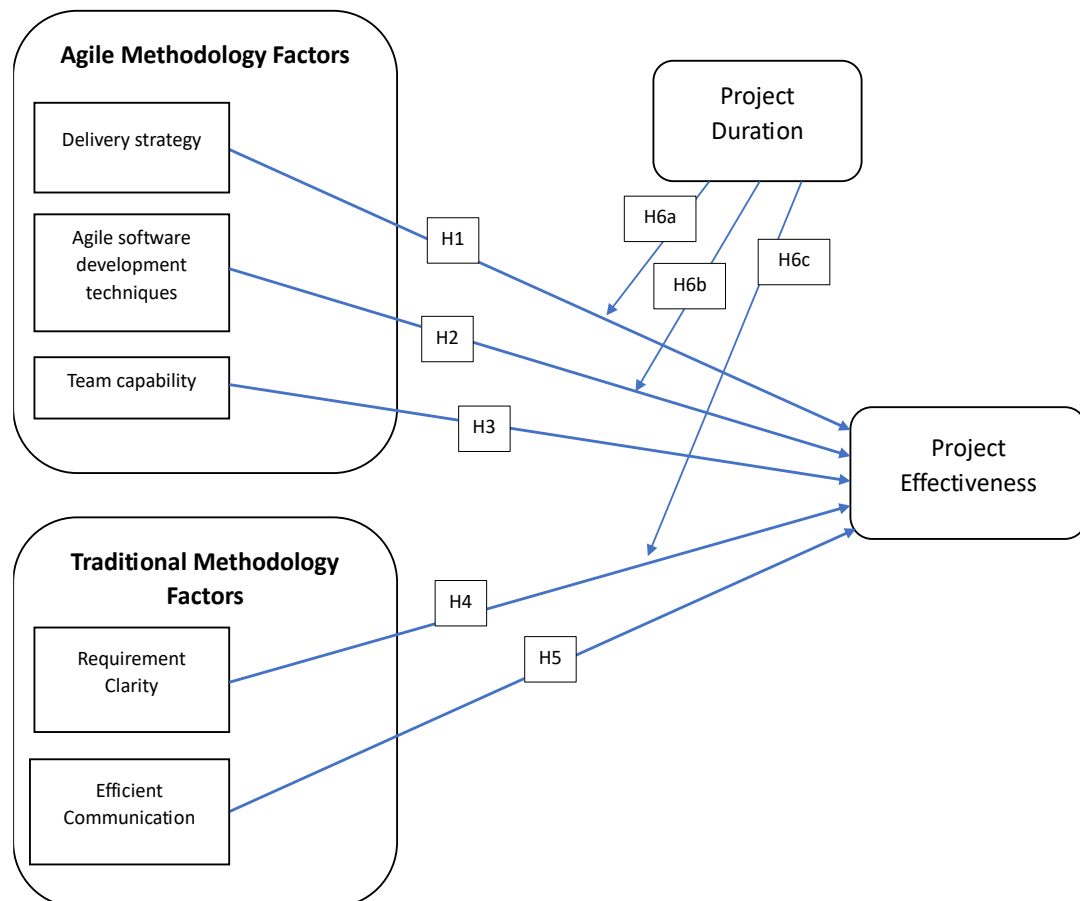 Agile Methodology Factors
Delivery strategy
Agile software
development
techniques
Team capability
Project
Duration
H1
H2
H3
H6a
H6b
H6c
Project
Effectiveness
Traditional Methodology
Factors
Requirement
Clarity
Efficient
Communication
H4
H5